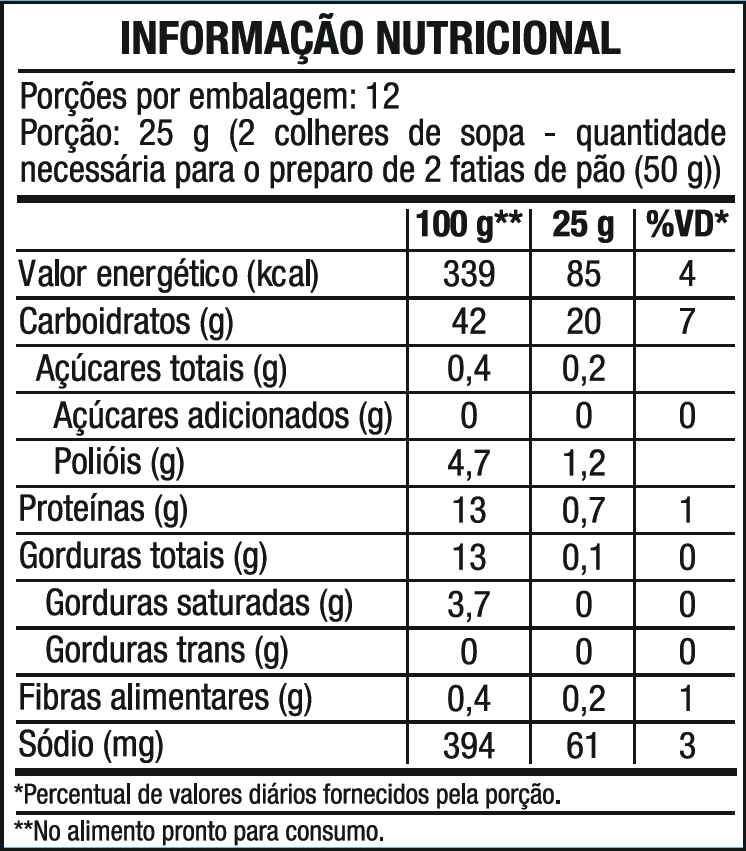 INFORMAÇÃO NUTRICIONAL
Porções por embalagem: 12
Porção: 25 g (2 colheres de sopa - quantidade
necessária para o preparo de 2 fatias de pão (50 g))
100 g** 25 g %VD*
Valor energético (kcal) 339 85 4
Carboidratos (g) 42 20 7
Açúcares totais (g) 0,4 0,2
Açúcares adicionados (g) 0 0 0
Polióis (g) 4,7 1,2
Proteínas (g) 13 0,7 1
Gorduras totais (g) 13 0,1 0
Gorduras saturadas (g) 3,7 0 0
Gorduras trans (g) 0 0 0
Fibras alimentares (g) 0,4 0,2 1
Sódio (mg) 394 61 3
*Percentual de valores diários fornecidos pela porção.
**No alimento pronto para consumo.